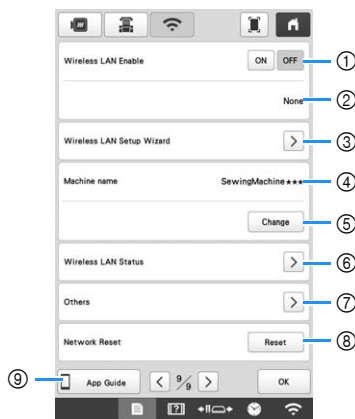 Wireless LAN Enable ON OFF ①
None ②
Wireless LAN Setup Wizard > ③
Machine name SewingMachine★★★ ④
Change ⑤
Wireless LAN Status > ⑥
Others > ⑦
Network Reset Reset ⑧
⑨ App Guide < 9/9 > OK
?